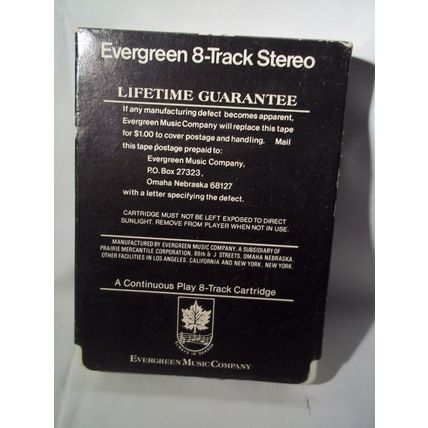 Evergreen 8-Track Stereo
LIFETIME GUARANTEE
If any manufacturing defect becomes apparent,
Evergreen Music Company will replace this tape
for $1.00 to cover postage and handling. Mail
this tape postage prepaid to:
Evergreen Music Company,
P.O. Box 27323,
Omaha Nebraska 68127
with a letter specifying the defect.
CARTRIDGE MUST NOT BE LEFT EXPOSED TO DIRECT
SUNLIGHT. REMOVE FROM PLAYER WHEN NOT IN USE.
MANUFACTURED BY EVERGREEN MUSIC COMPANY, A SUBSIDIARY OF
PRAIRIE MERCANTILE CORPORATION, 89th & J STREETS, OMAHA NEBRASKA.
OTHER FACILITIES IN LOS ANGELES, CALIFORNIA AND NEW YORK, NEW YORK.
A Continuous Play 8-Track Cartridge
EVERGREEN MUSIC COMPANY